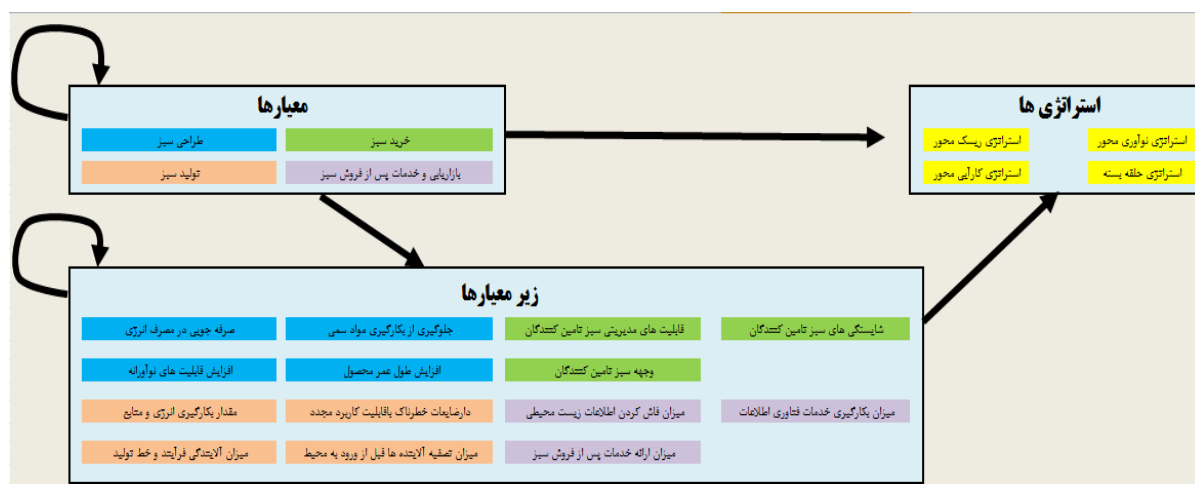 معیارها
خرید سبز
طراحی سبز
بازاریابی و خدمات پس از فروش سبز
تولید سبز
استراتژی ها
استراتژی نوآوری محور
استراتژی ریسک محور
استراتژی حلقه بسته
استراتژی کارآیی محور
زیر معیارها
شایستگی های سبز تامین کنندگان
قابلیت های مدیریتی سبز تامین کنندگان
جلوگیری از بکارگیری مواد سمی
صرفه جویی در مصرف انرژی
وجهه سبز تامین کنندگان
افزایش طول عمر محصول
افزایش قابلیت های نوآورانه
میزان بکارگیری خدمات فناوری اطلاعات
میزان فاش کردن اطلاعات زیست محیطی
دارضایعات خطرناک باقابلیت کاربرد مجدد
مقدار بکارگیری انرژی و منابع
میزان ارائه خدمات پس از فروش سبز
میزان تصفیه آلاینده ها قبل از ورود به محیط
میزان آلایندگی فرآیند و خط تولید